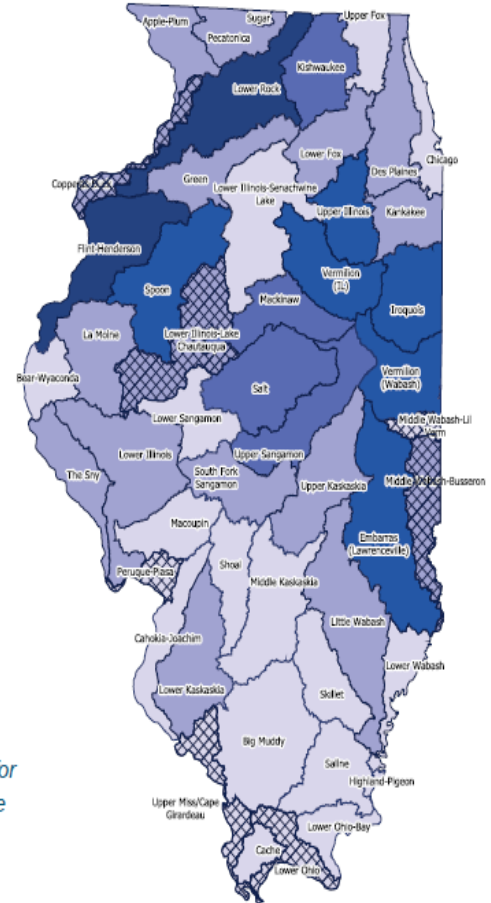 Apple-Plum
Sugar
Upper Fox
Pecatonica
Kishwaukee
Lower Rock
Lower Fox
Chicago
Des Plaines
Green
Lower Illinois-Senachwine
Lake
Upper Illinois
Kankakee
Flint-Henderson
Spoon
Vermilion
(IL)
Mackinaw
Iroquois
La Moine
Lower Illinois-Lake
Chautauqua
Bear-Wyaconda
Salt
Vermilion
(Wabash)
Lower Sangamon
Middle Wabash-Lil
Lower Illinois
Upper Sangamon
The Sny
South Fork
Sangamon
Upper Kaskaskia
Middle Wabash-Busseron
Macoupin
Embarras
(Lawrenceville)
Shoal
Peruque-Piasa
Middle Kaskaskia
Cahokia-Joachim
Little Wabash
Lower Wabash
Lower Kaskaskia
Skillet
Big Muddy
Saline
for
Highland-Pigeon
e
Upper Miss/Cape
Girardeau
Lower Ohio-Bay
Cache
Lower Ohio